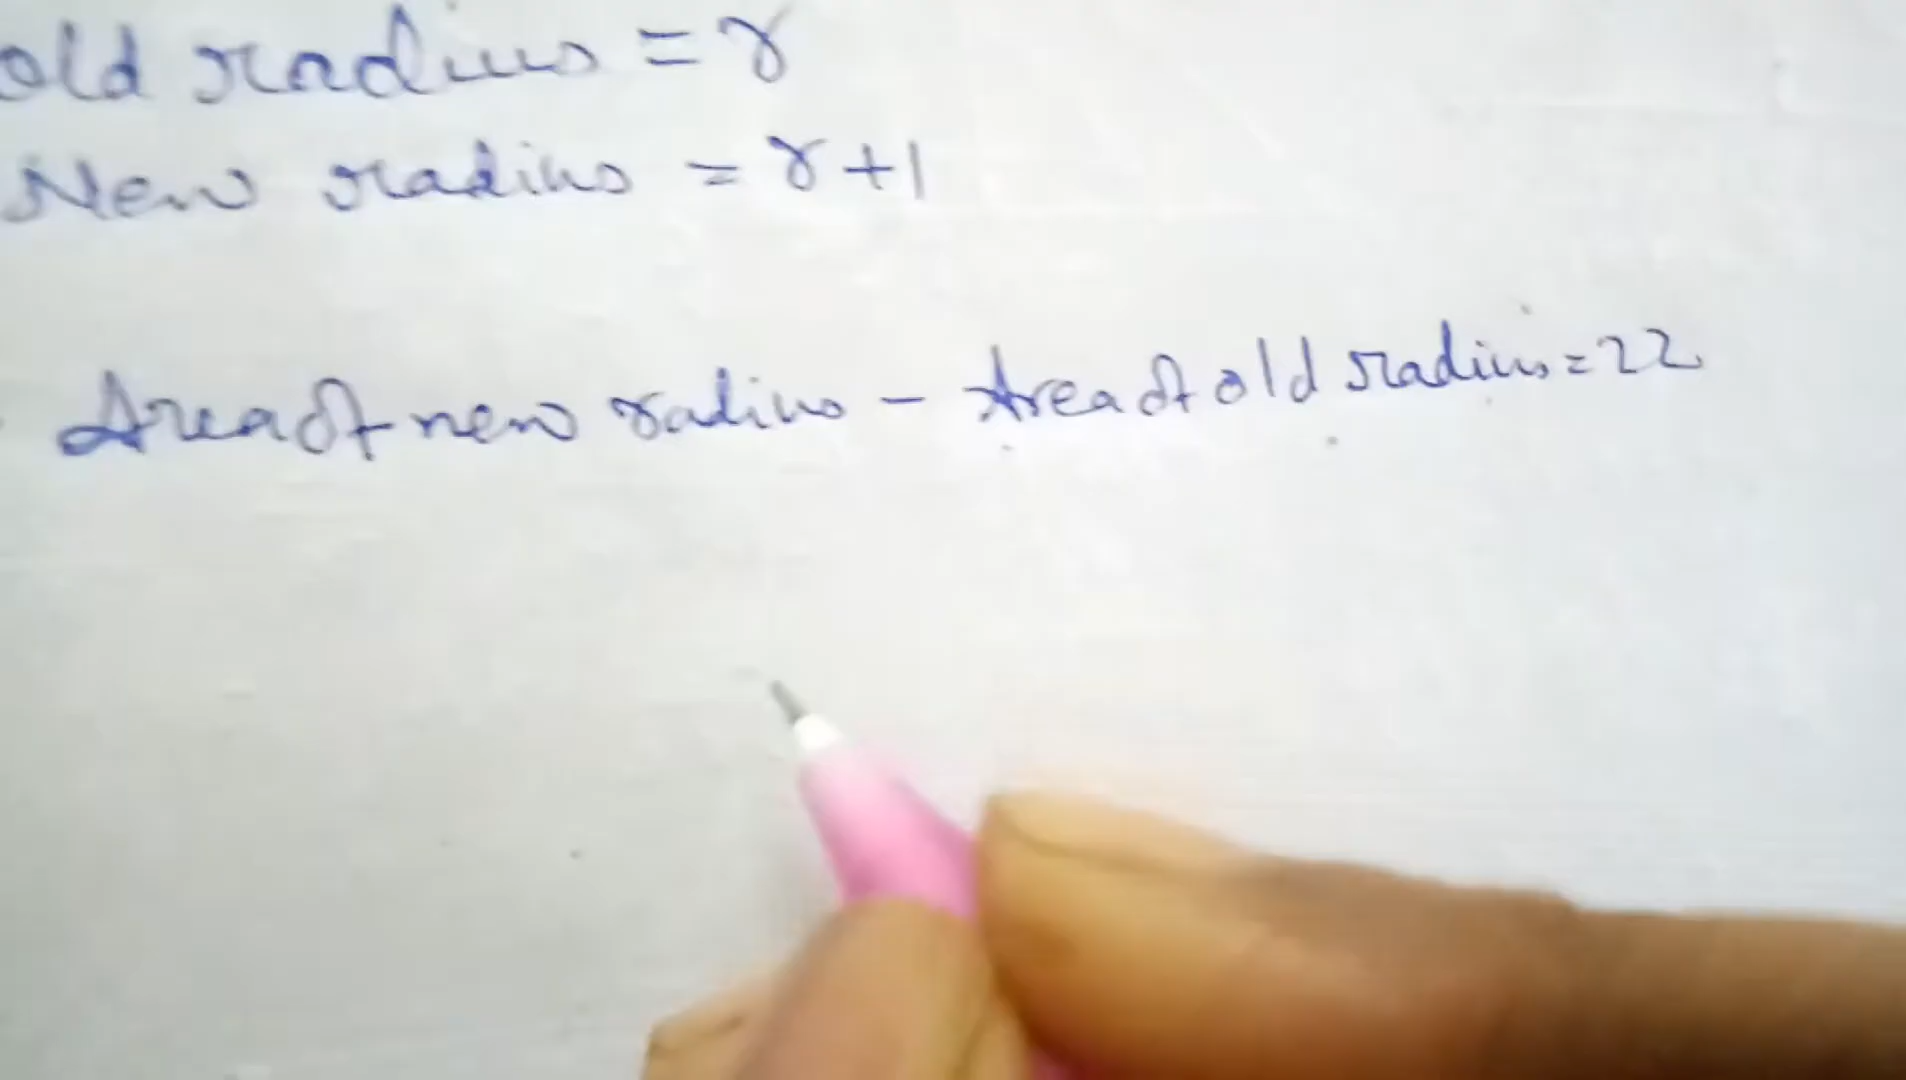 old radius = r
New radius = r+1
Area of new radius - Area of old radius = 22